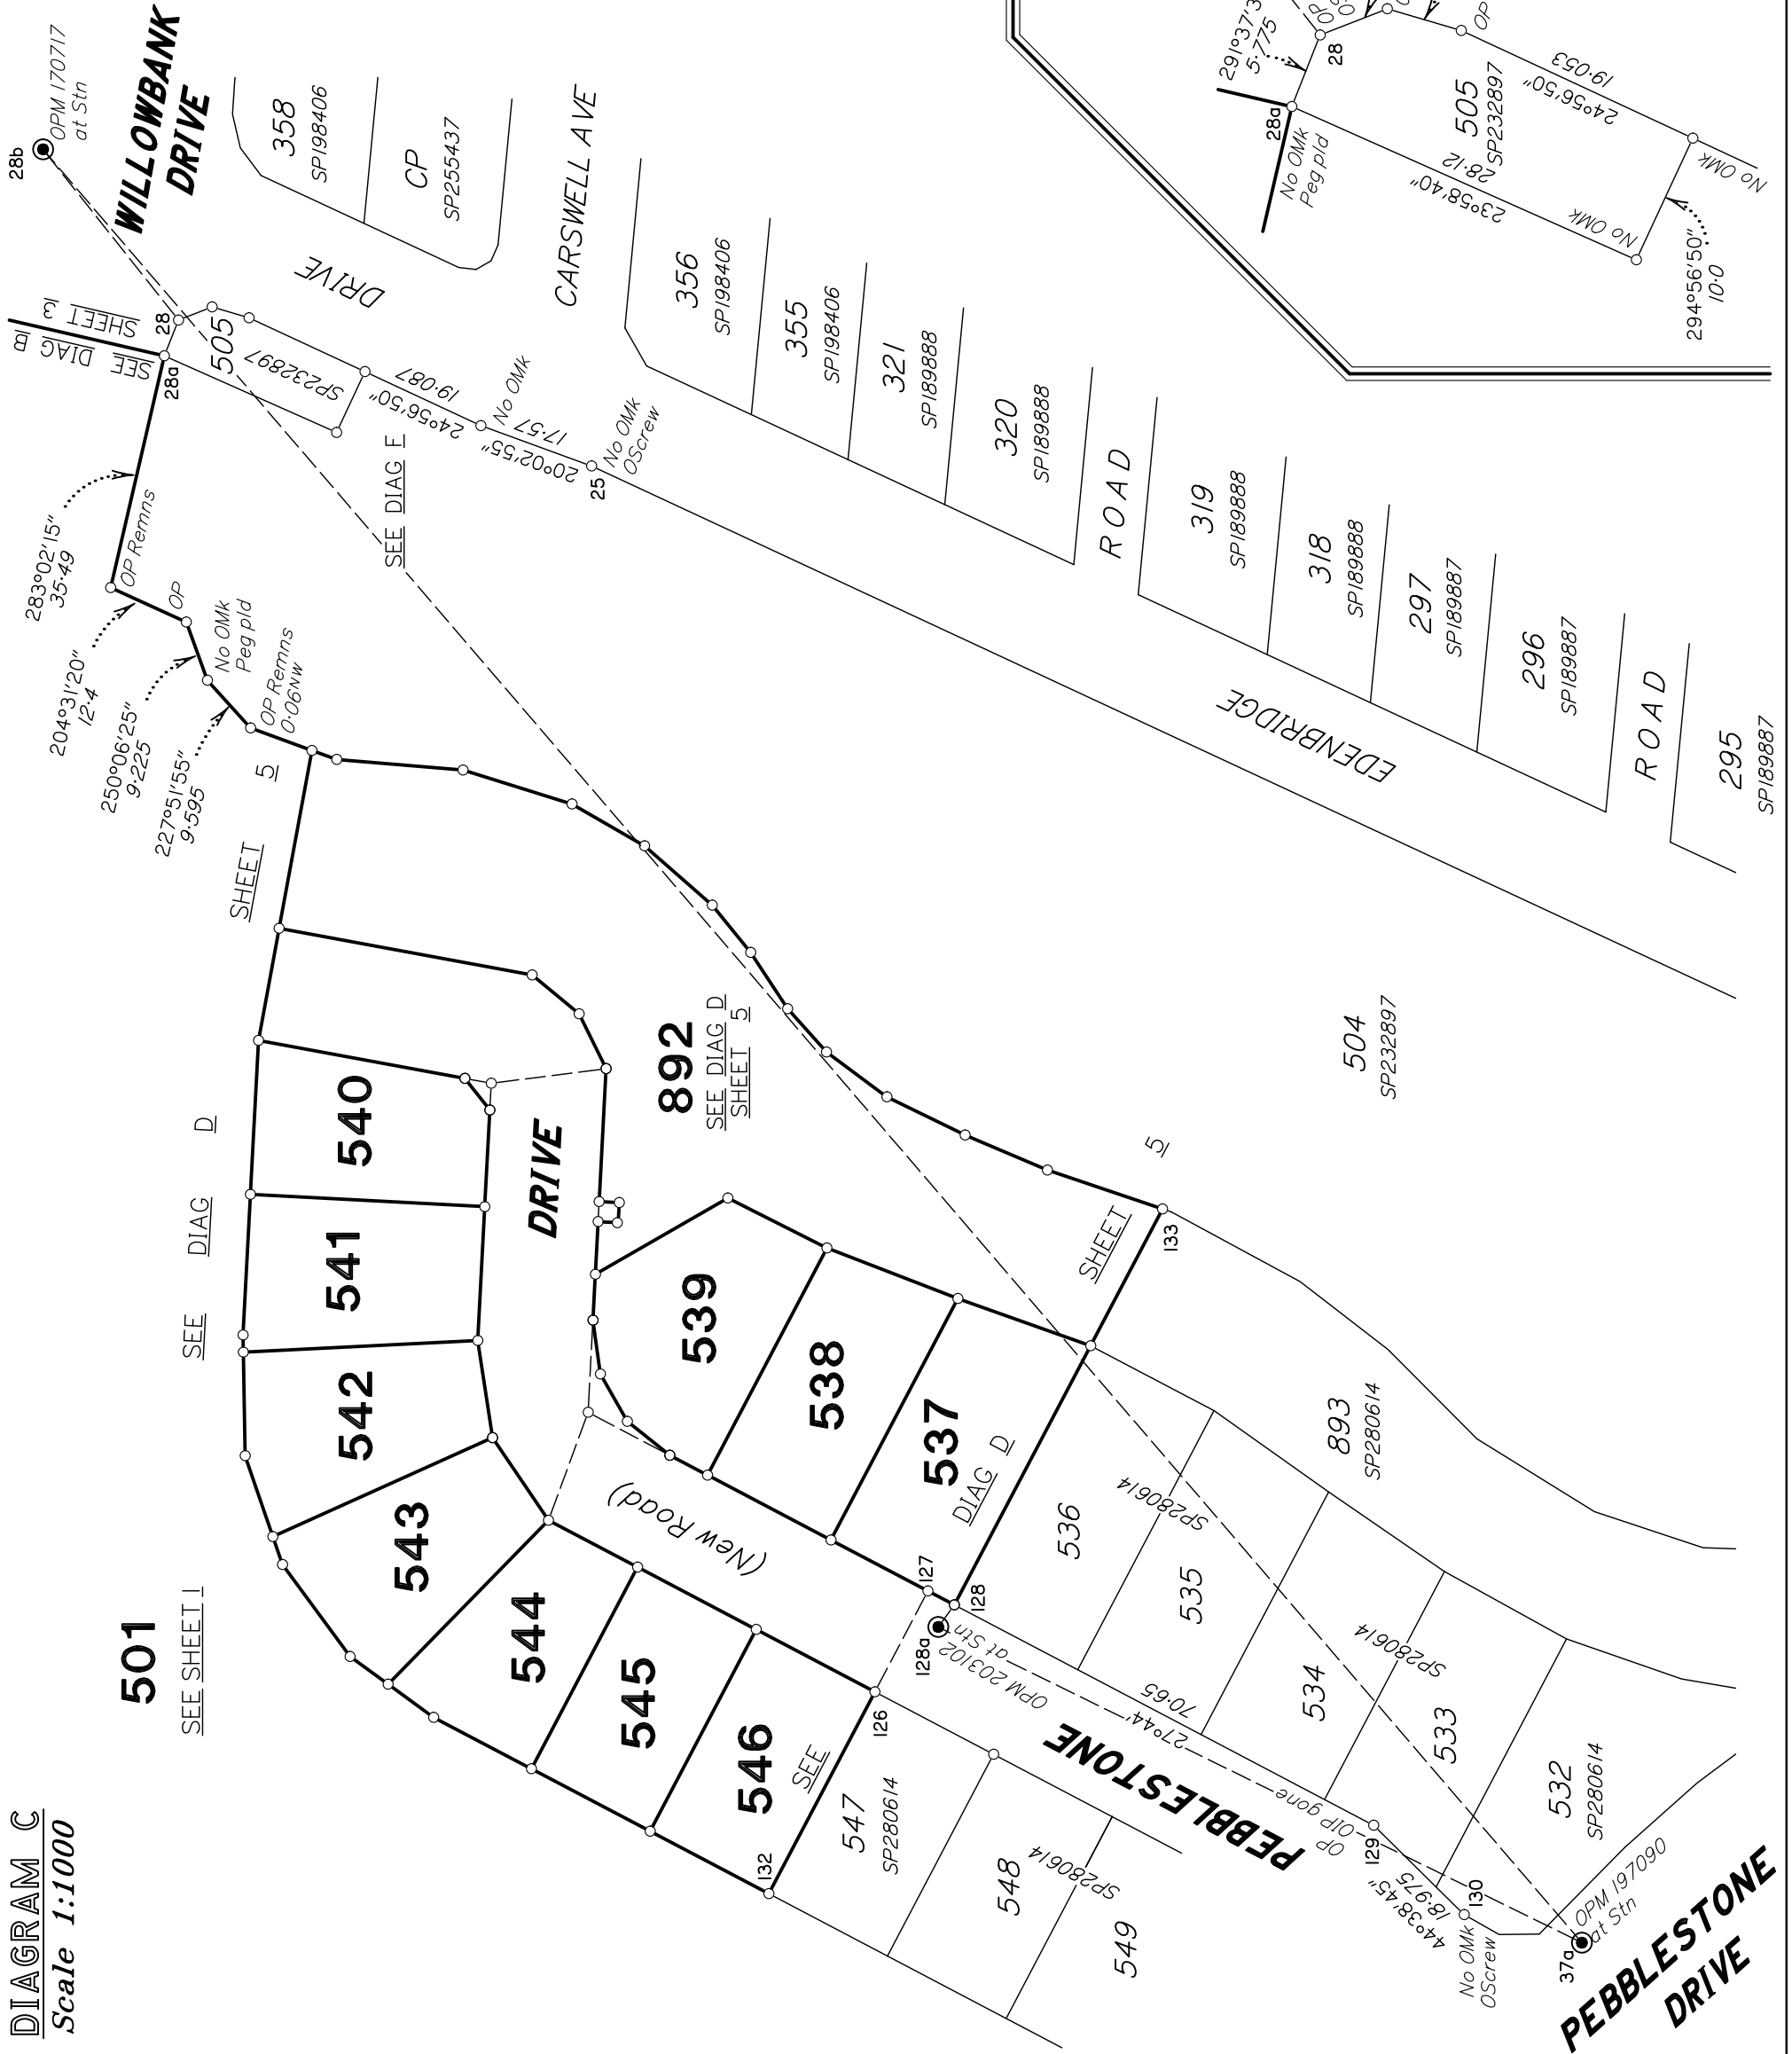 DIAGRAM C
Scale 1:1000
501
SEE SHEET 1
SEE DIAG D
SHEET 5
540
541
542
543
544
545
546
SEE
132
126
547
SP280614
548
SP280614
549
DRIVE
(New Road)
539
538
537
DIAG D
SHEET 5
892
SEE DIAG D
SHEET 5
133
127
128
128a
OPM 203102
at Stn
27°44'
70·65
536
SP280614
535
534
SP280614
533
532
SP280614
893
SP280614
504
SP232897
PEBBLESTONE
OP
OIP gone
129
44°38'45"
18·975
130
No OMk
OScrew
37a
OPM 197090
at Stn
PEBBLESTONE
DRIVE
227°51'55"
9·595
250°06'25"
9·225
204°31'20"
12·4
283°02'15"
35·49
OP Remns
OP
No OMk
Peg pld
OP Remns
0·06NW
SEE DIAG F
28a
28
SEE DIAG B
SHEET 3
28b
OPM 170717
at Stn
WILLOWBANK
DRIVE
505
SP232897
24°56'50"
19·087
No OMk
20°02'55"
17·57
25
No OMk
OScrew
DRIVE
EDENBRIDGE
358
SP198406
CP
SP255437
CARSWELL AVE
356
SP198406
355
SP198406
321
SP189888
320
SP189888
ROAD
319
SP189888
318
SP189888
297
SP189887
296
SP189887
ROAD
295
SP189887
291°37'3
5·775
28a
28
OP
OP
No OMk
Peg pld
505
SP232897
24°56'50"
19·053
23°58'40"
28·12
No OMk
No OMk
294°56'50"
10·0